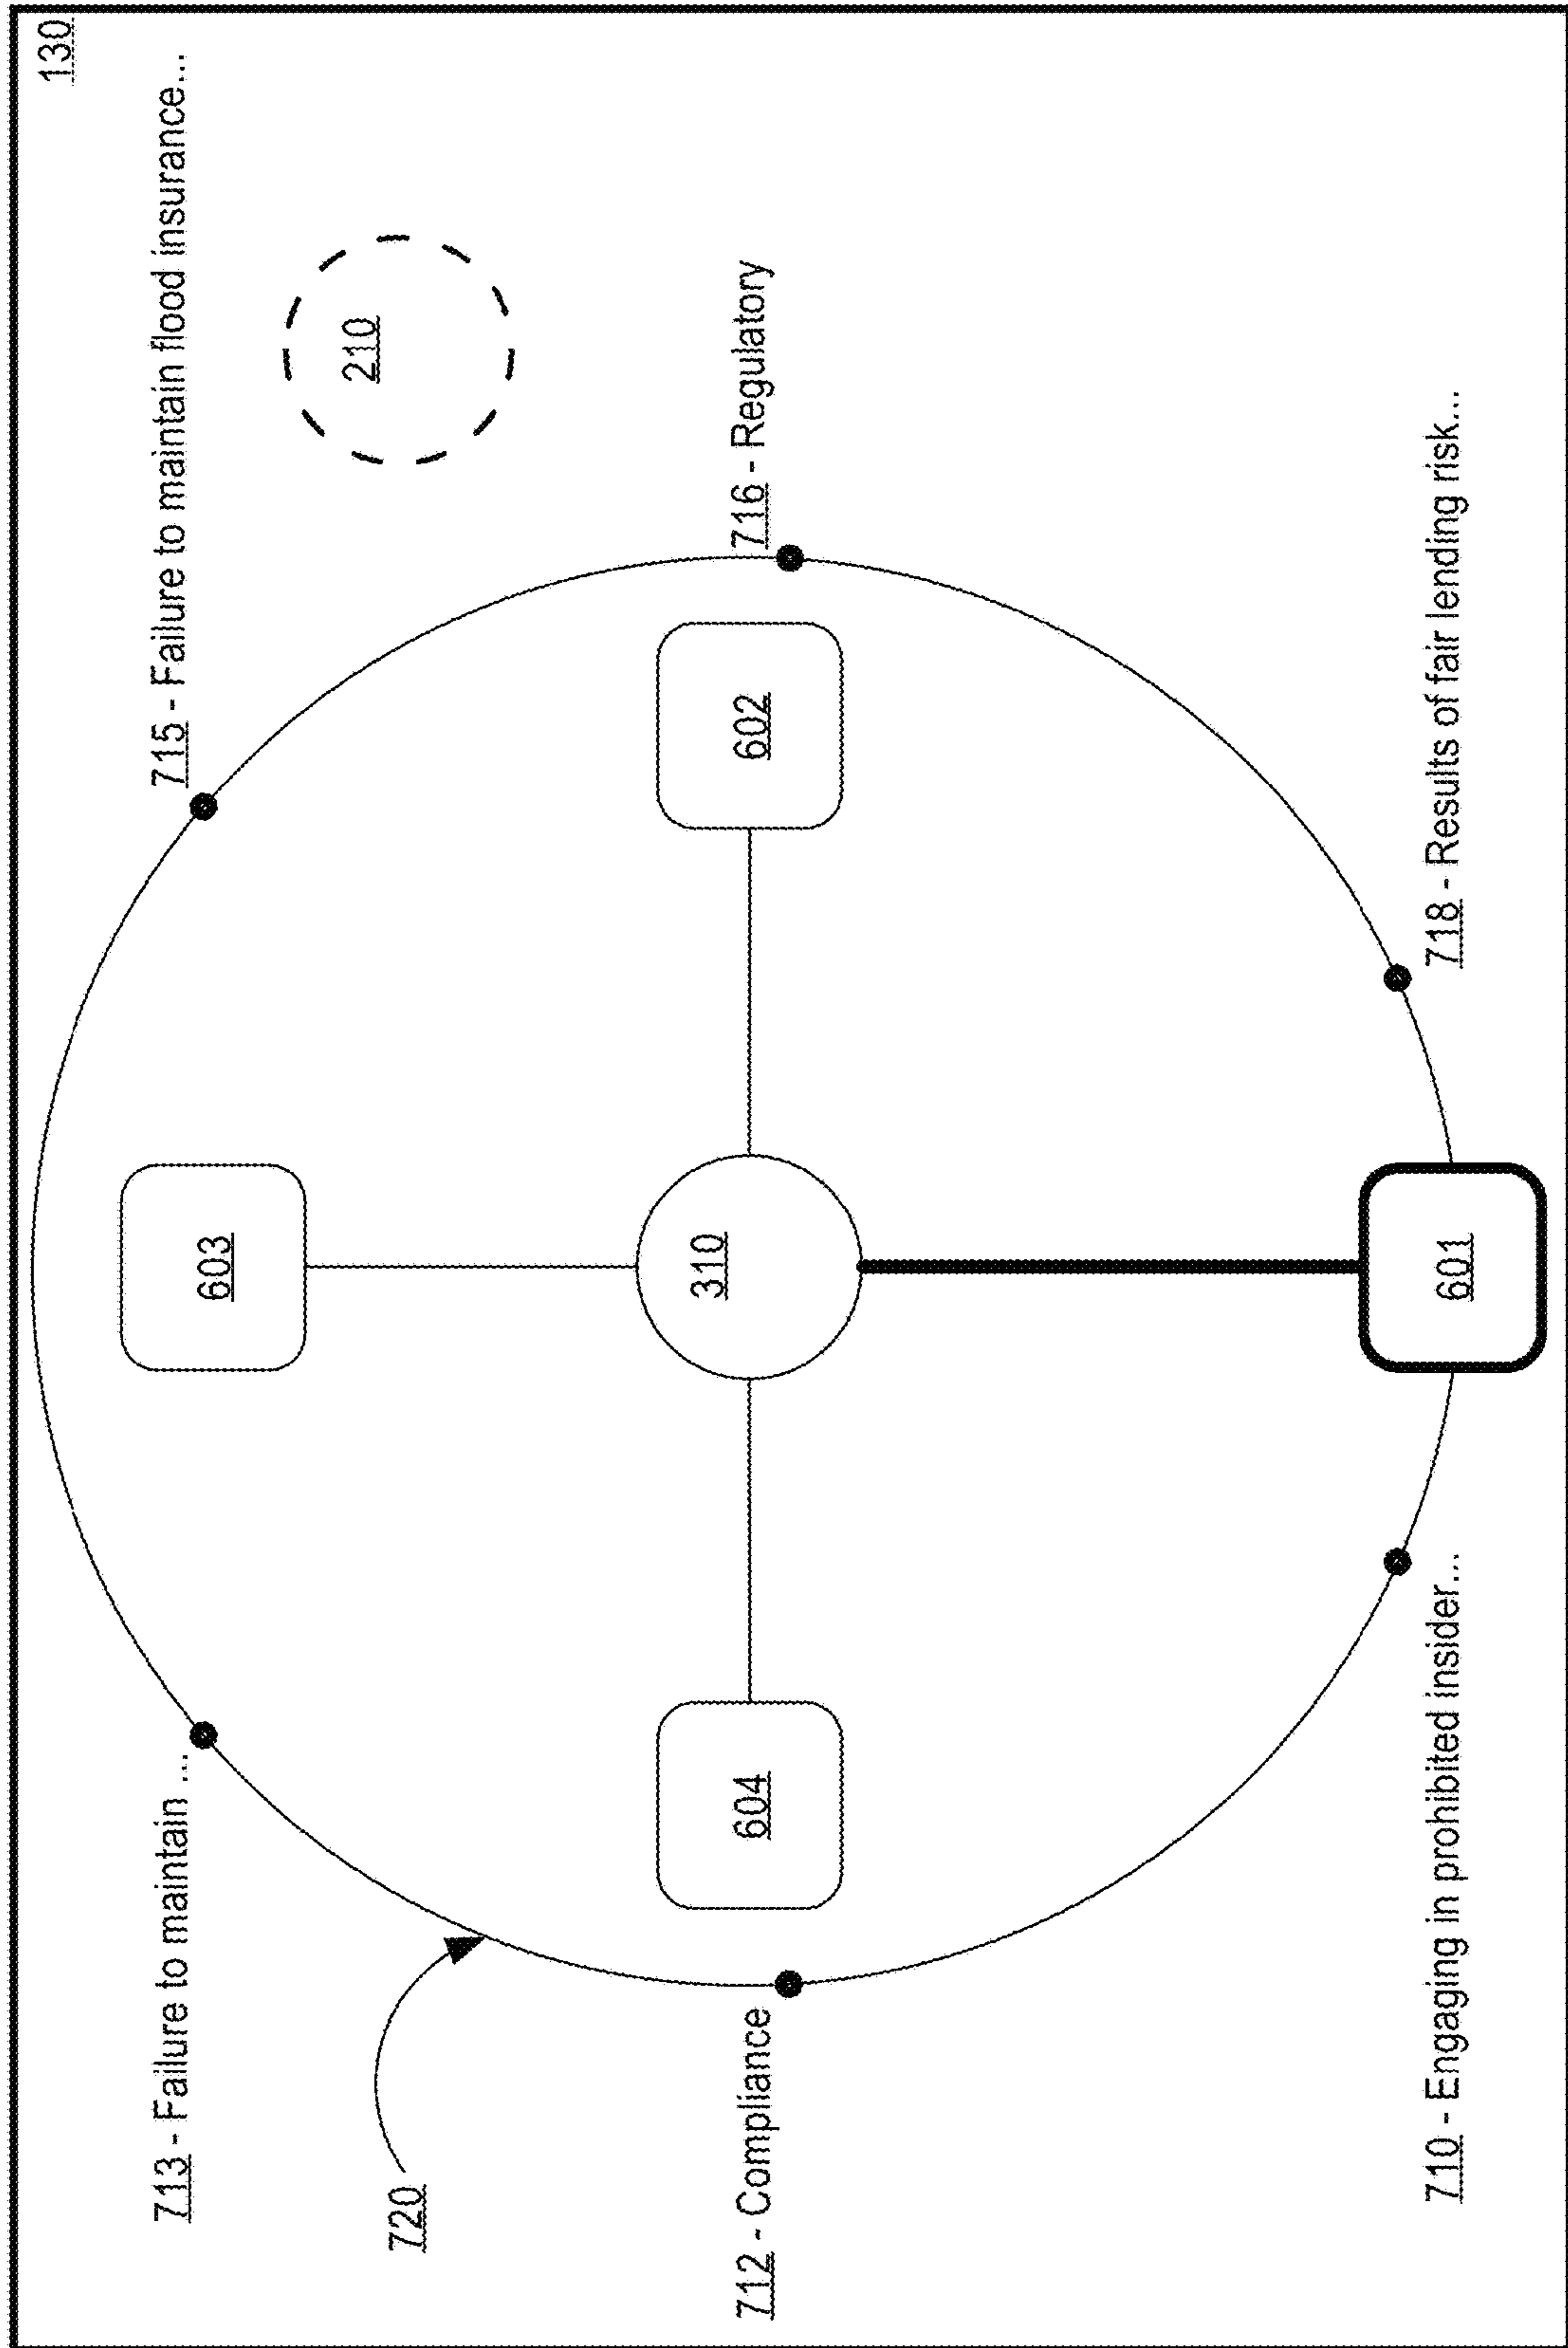 130
713 - Failure to maintain ...
715 - Failure to maintain flood insurance...
603
210
720
712 - Compliance
604
310
602
716 - Regulatory
710 - Engaging in prohibited insider...
601
718 - Results of fair lending risk...